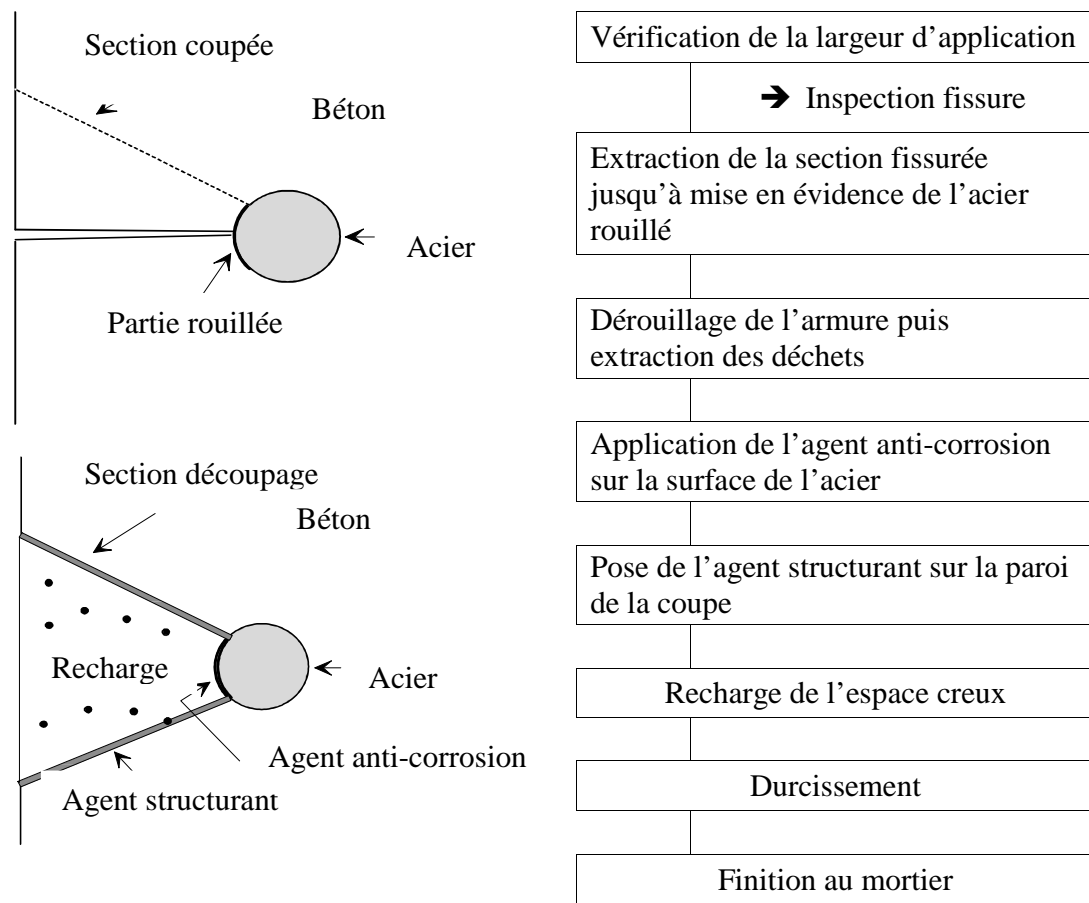 Section coupée
Béton
Acier
Partie rouillée
Section découpage
Béton
Recharge
Acier
Agent anti-corrosion
Agent structurant
Vérification de la largeur d’application
➔ Inspection fissure
Extraction de la section fissurée
jusqu’à mise en évidence de l’acier
rouillé
Dérouillage de l’armure puis
extraction des déchets
Application de l’agent anti-corrosion
sur la surface de l’acier
Pose de l’agent structurant sur la paroi
de la coupe
Recharge de l’espace creux
Durcissement
Finition au mortier